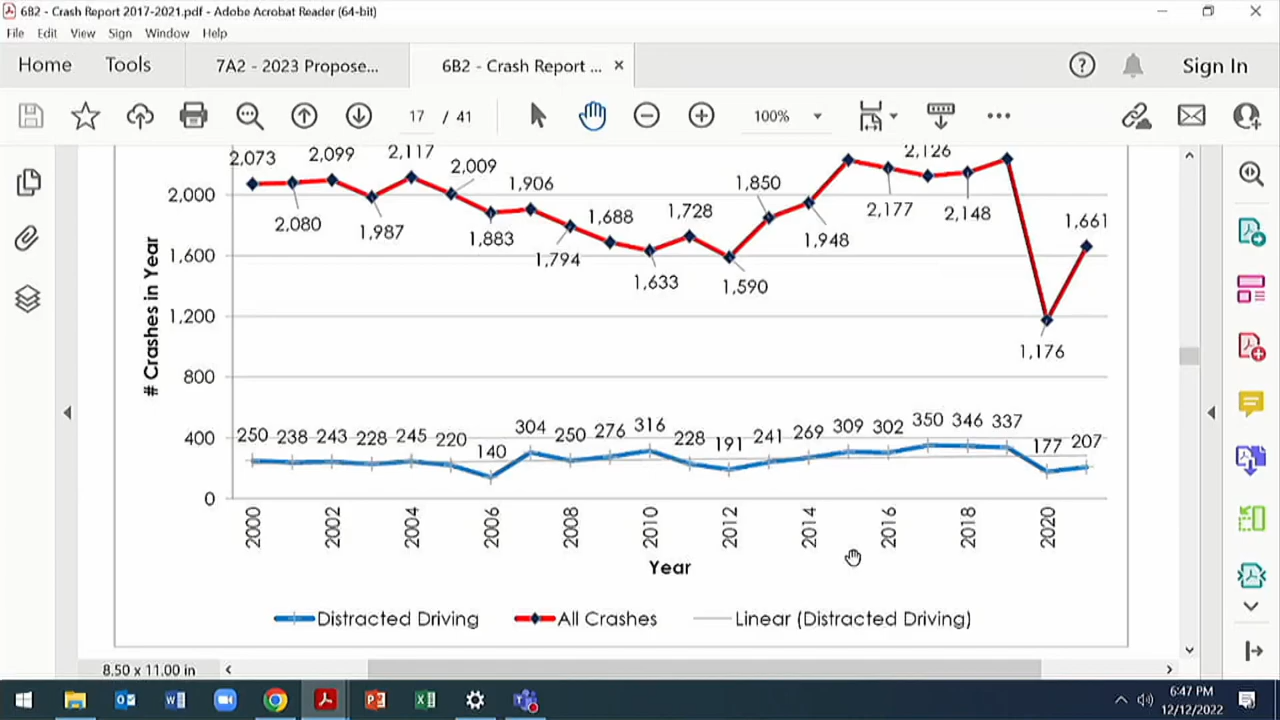 6B2 - Crash Report 2017-2021.pdf - Adobe Acrobat Reader (64-bit)
File Edit View Sign Window Help
Home Tools 7A2 - 2023 Propose... 6B2 - Crash Report ... × Sign In
17 / 41 100%
2,073 2,099 2,117 2,009 1,906 1,850 2,126 1,661
2,080 1,987 1,883 1,794 1,688 1,633 1,728 1,590 1,948 2,177 2,148 1,176
2,000
1,600
1,200
800
400
0
# Crashes in Year
250 238 243 228 245 220 140 304 250 276 316 228 191 241 269 309 302 350 346 337 177 207
2000 2002 2004 2006 2008 2010 2012 2014 2016 2018 2020
Year
Distracted Driving All Crashes Linear (Distracted Driving)
8.50 x 11.00 in
6:47 PM
12/12/2022